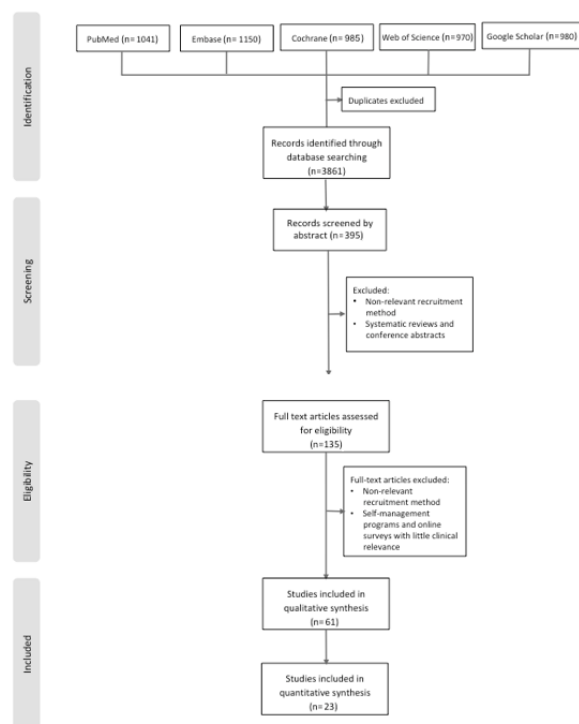 PubMed (n= 1041)
Embase (n= 1150)
Cochrane (n= 985)
Web of Science (n=970)
Google Scholar (n=980)
Identification
Duplicates excluded
Records identified through
database searching
(n=3861)
Screening
Records screened by
abstract (n=395)
Excluded:
• Non-relevant recruitment
method
• Systematic reviews and
conference abstracts
Eligibility
Full text articles assessed
for eligibility
(n=135)
Full-text articles excluded:
• Non-relevant
recruitment method
• Self-management
programs and online
surveys with little clinical
relevance
Included
Studies included in
qualitative synthesis
(n=61)
Studies included in
quantitative synthesis
(n=23)